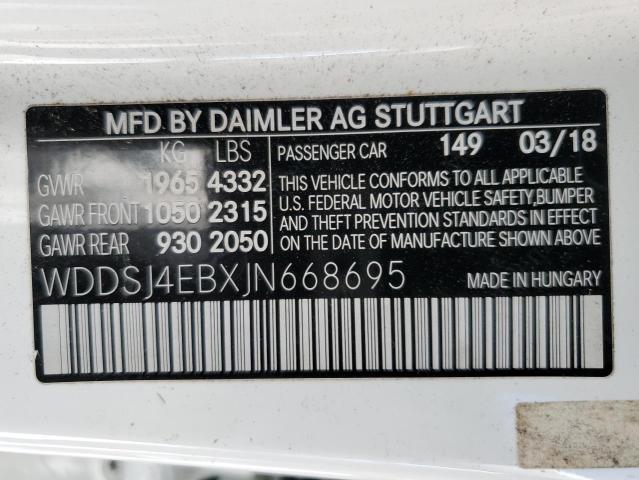 MFD BY DAIMLER AG STUTTGART
KG LBS
PASSENGER CAR 149 03/18
GVWR 1965 4332
GAWR FRONT 1050 2315
GAWR REAR 930 2050
THIS VEHICLE CONFORMS TO ALL APPLICABLE
U.S. FEDERAL MOTOR VEHICLE SAFETY,BUMPER
AND THEFT PREVENTION STANDARDS IN EFFECT
ON THE DATE OF MANUFACTURE SHOWN ABOVE.
WDDSJ4EBXJN668695
MADE IN HUNGARY